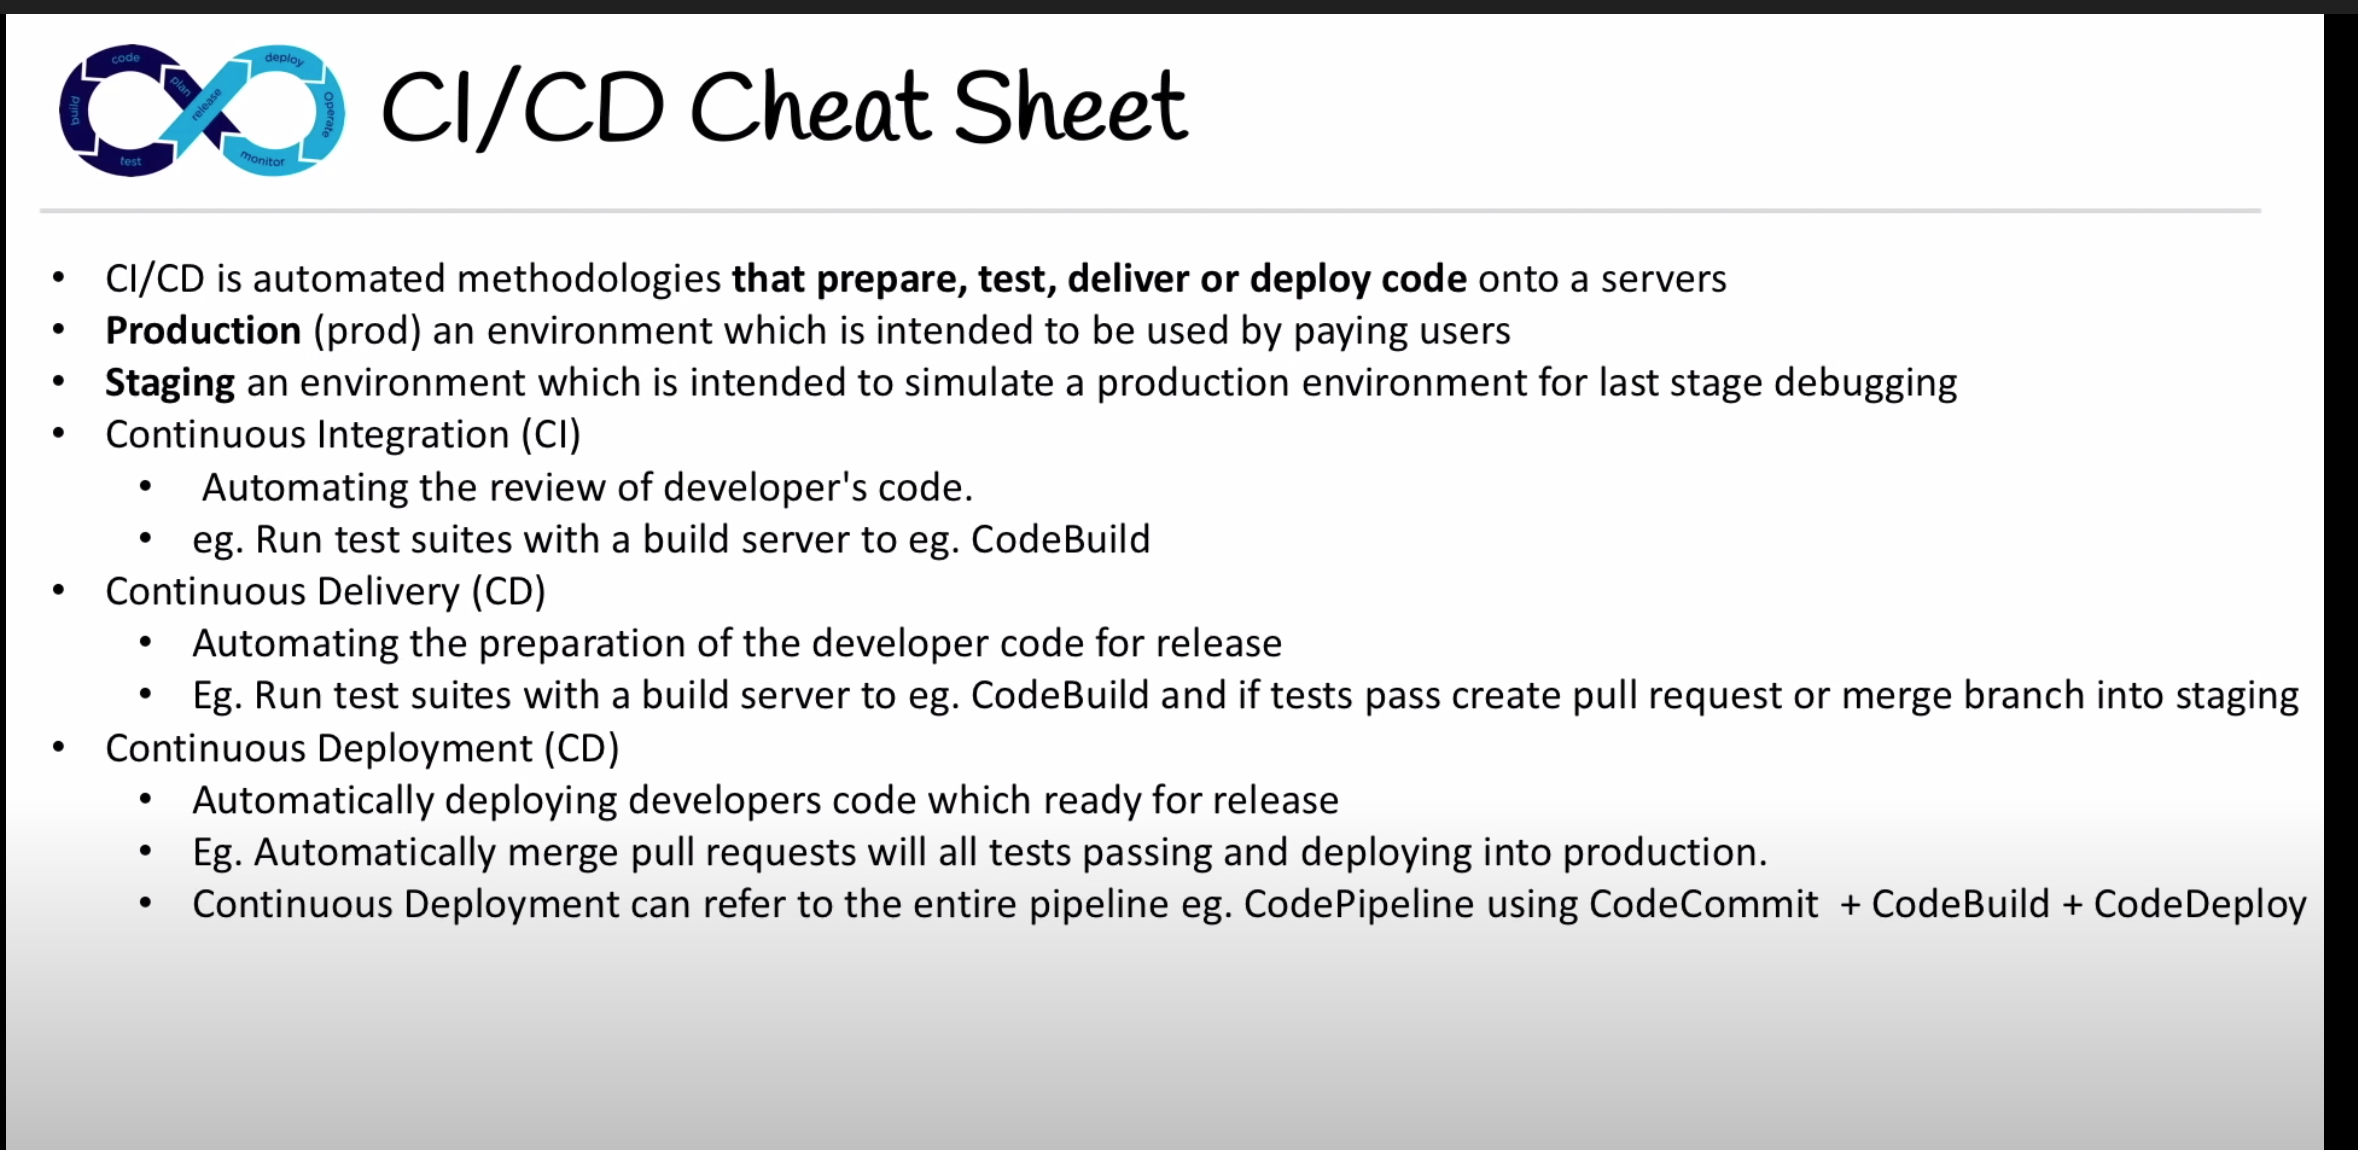 code
plan
build
test
release
deploy
Operate
monitor
CI/CD Cheat Sheet
• CI/CD is automated methodologies that prepare, test, deliver or deploy code onto a servers
• Production (prod) an environment which is intended to be used by paying users
• Staging an environment which is intended to simulate a production environment for last stage debugging
• Continuous Integration (CI)
• Automating the review of developer's code.
• eg. Run test suites with a build server to eg. CodeBuild
• Continuous Delivery (CD)
• Automating the preparation of the developer code for release
• Eg. Run test suites with a build server to eg. CodeBuild and if tests pass create pull request or merge branch into staging
• Continuous Deployment (CD)
• Automatically deploying developers code which ready for release
• Eg. Automatically merge pull requests will all tests passing and deploying into production.
• Continuous Deployment can refer to the entire pipeline eg. CodePipeline using CodeCommit + CodeBuild + CodeDeploy